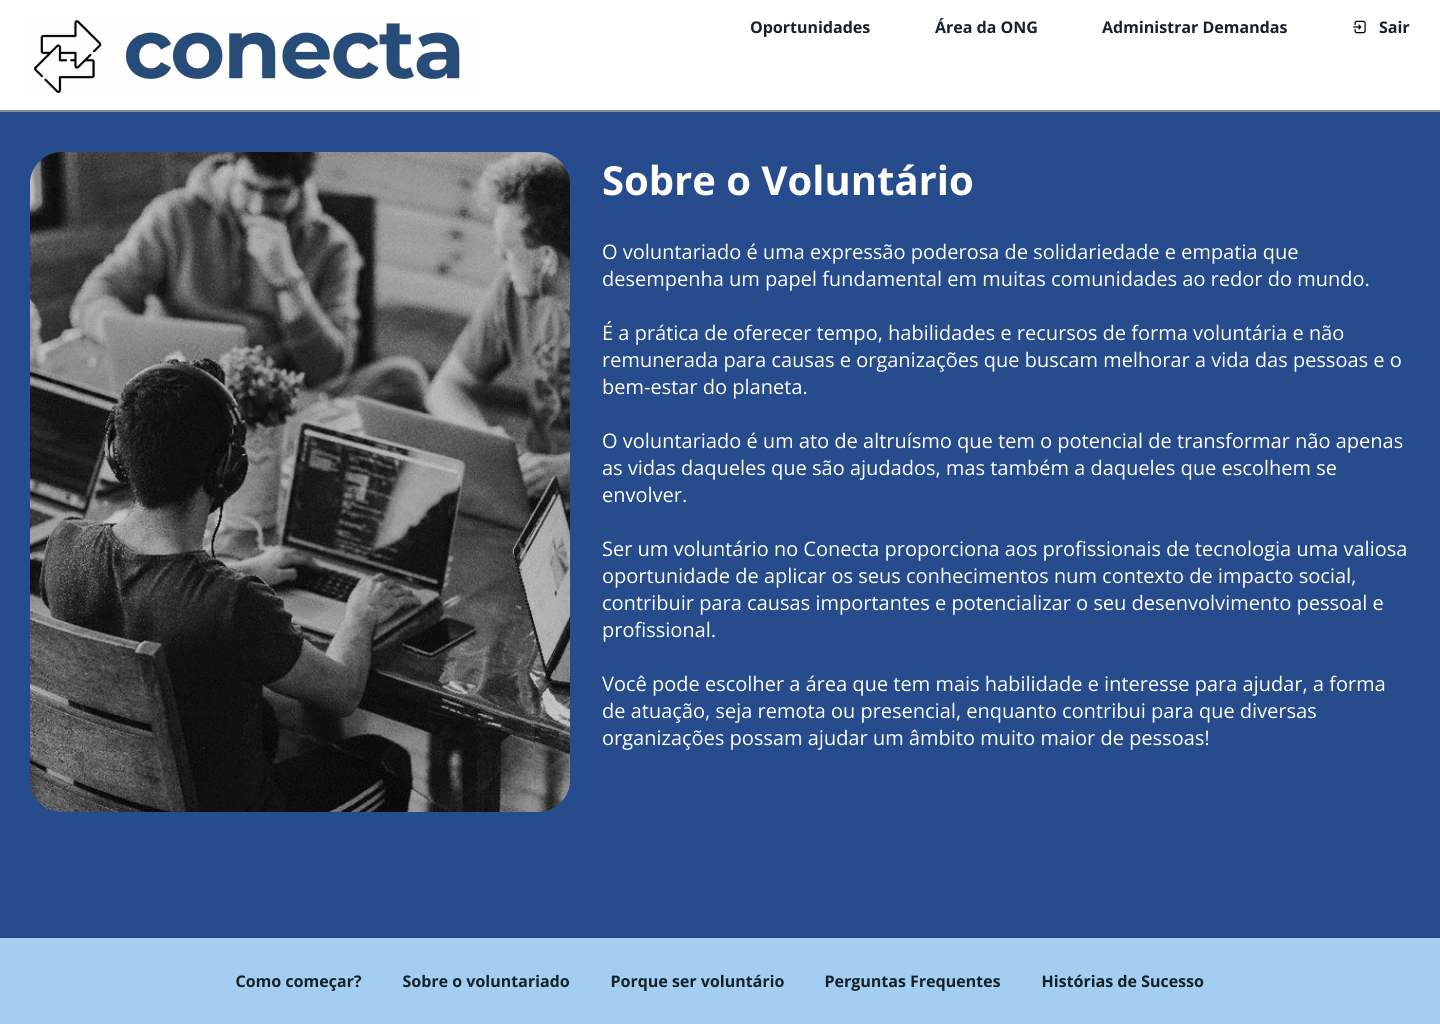 conecta
Oportunidades
Área da ONG
Administrar Demandas
Sair
Sobre o Voluntário
O voluntariado é uma expressão poderosa de solidariedade e empatia que
desempenha um papel fundamental em muitas comunidades ao redor do mundo.
É a prática de oferecer tempo, habilidades e recursos de forma voluntária e não
remunerada para causas e organizações que buscam melhorar a vida das pessoas e o
bem-estar do planeta.
O voluntariado é um ato de altruísmo que tem o potencial de transformar não apenas
as vidas daqueles que são ajudados, mas também a daqueles que escolhem se
envolver.
Ser um voluntário no Conecta proporciona aos profissionais de tecnologia uma valiosa
oportunidade de aplicar os seus conhecimentos num contexto de impacto social,
contribuir para causas importantes e potencializar o seu desenvolvimento pessoal e
profissional.
Você pode escolher a área que tem mais habilidade e interesse para ajudar, a forma
de atuação, seja remota ou presencial, enquanto contribui para que diversas
organizações possam ajudar um âmbito muito maior de pessoas!
Como começar?
Sobre o voluntariado
Porque ser voluntário
Perguntas Frequentes
Histórias de Sucesso